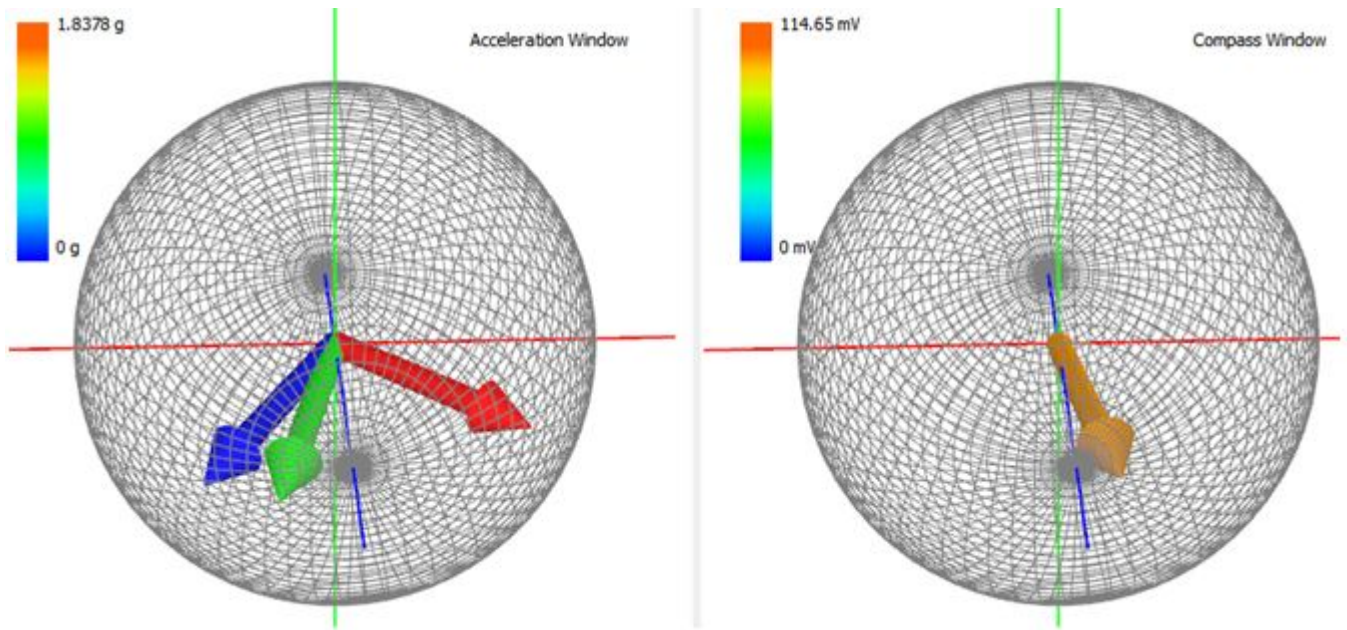 1.8378 g
Acceleration Window
0 g
114.65 mV
Compass Window
0 mV